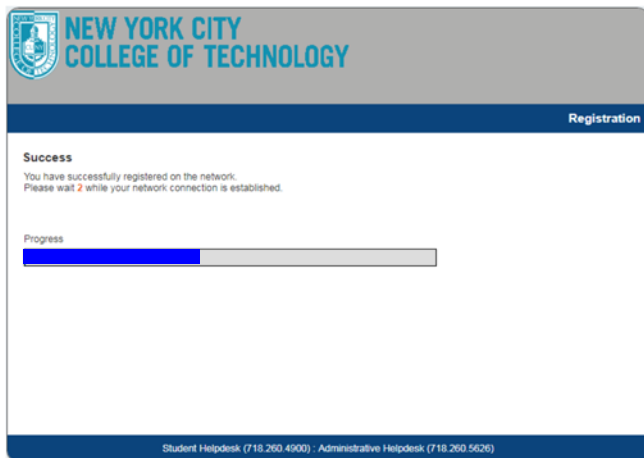 NEW YORK CITY
COLLEGE OF TECHNOLOGY
Registration
Success
You have successfully registered on the network.
Please wait 2 while your network connection is established.
Progress
Student Helpdesk (718.260.4900) : Administrative Helpdesk (718.260.5626)